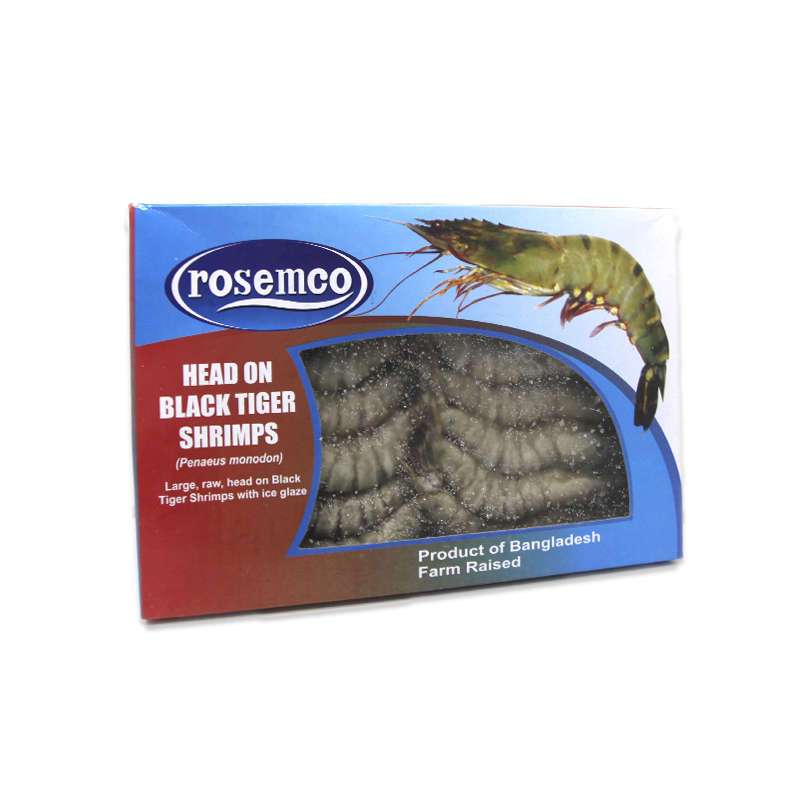 rosemco
HEAD ON
BLACK TIGER
SHRIMPS
(Penaeus monodon)
Large, raw, head on Black
Tiger Shrimps with ice glaze
Product of Bangladesh
Farm Raised